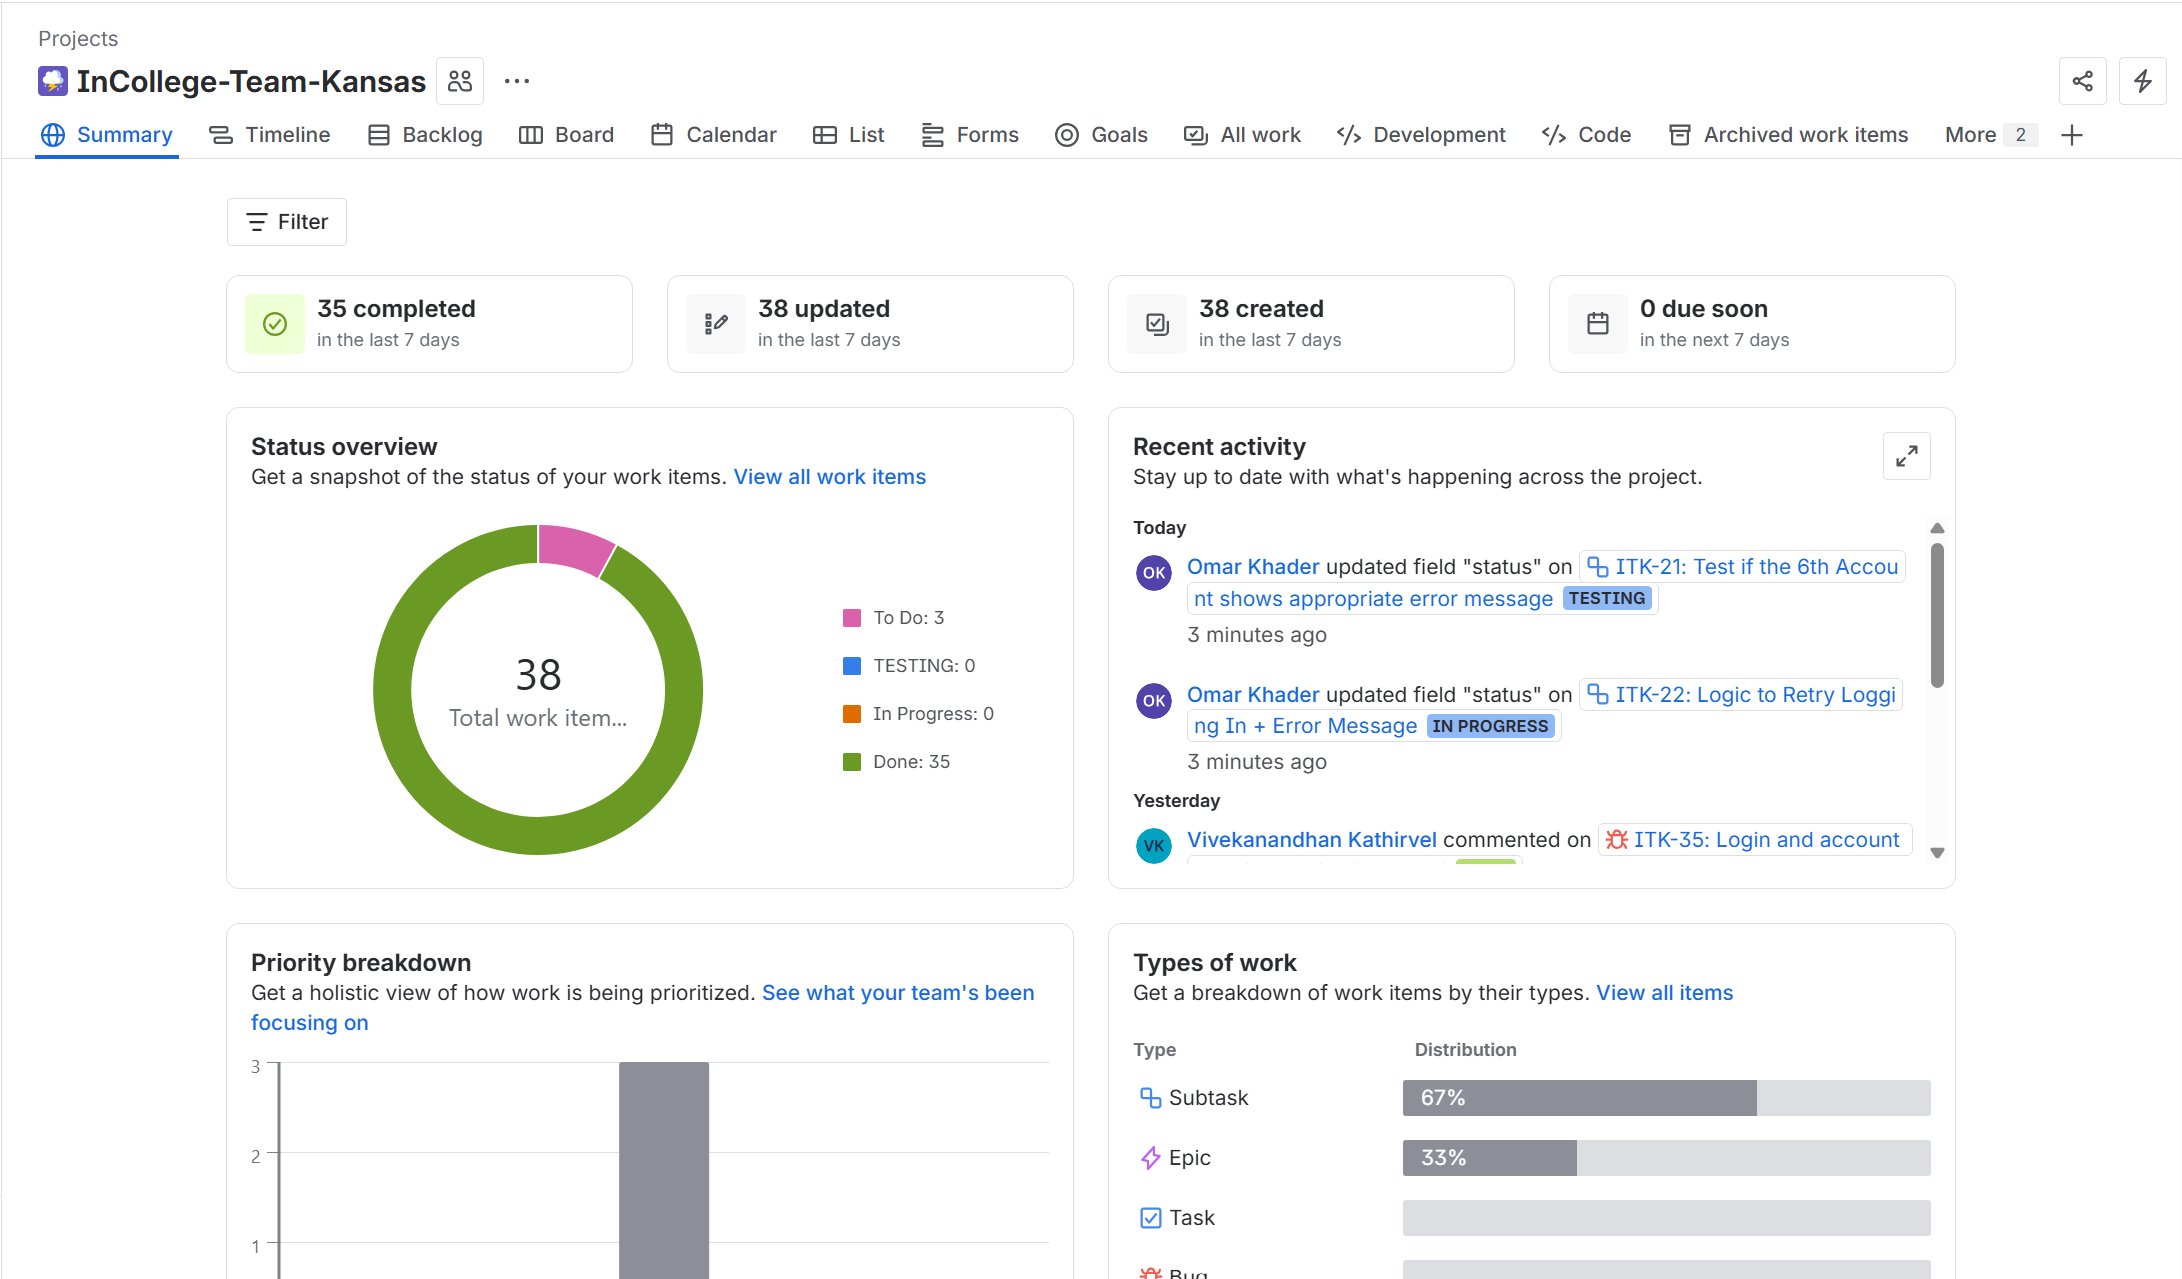 Projects
InCollege-Team-Kansas
Summary Timeline Backlog Board Calendar List Forms Goals All work Development Code Archived work items More 2
Filter
35 completed
in the last 7 days
38 updated
in the last 7 days
38 created
in the last 7 days
0 due soon
in the next 7 days
Status overview
Get a snapshot of the status of your work items. View all work items
38
Total work item...
To Do: 3
TESTING: 0
In Progress: 0
Done: 35
Recent activity
Stay up to date with what's happening across the project.
Today
OK
Omar Khader updated field "status" on ITK-21: Test if the 6th Accou
nt shows appropriate error message TESTING
3 minutes ago
OK
Omar Khader updated field "status" on ITK-22: Logic to Retry Loggi
ng In + Error Message IN PROGRESS
3 minutes ago
Yesterday
VK
Vivekanandhan Kathirvel commented on ITK-35: Login and account
Priority breakdown
Get a holistic view of how work is being prioritized. See what your team's been
focusing on
3
2
1
Types of work
Get a breakdown of work items by their types. View all items
Type Distribution
Subtask 67%
Epic 33%
Task
Bug